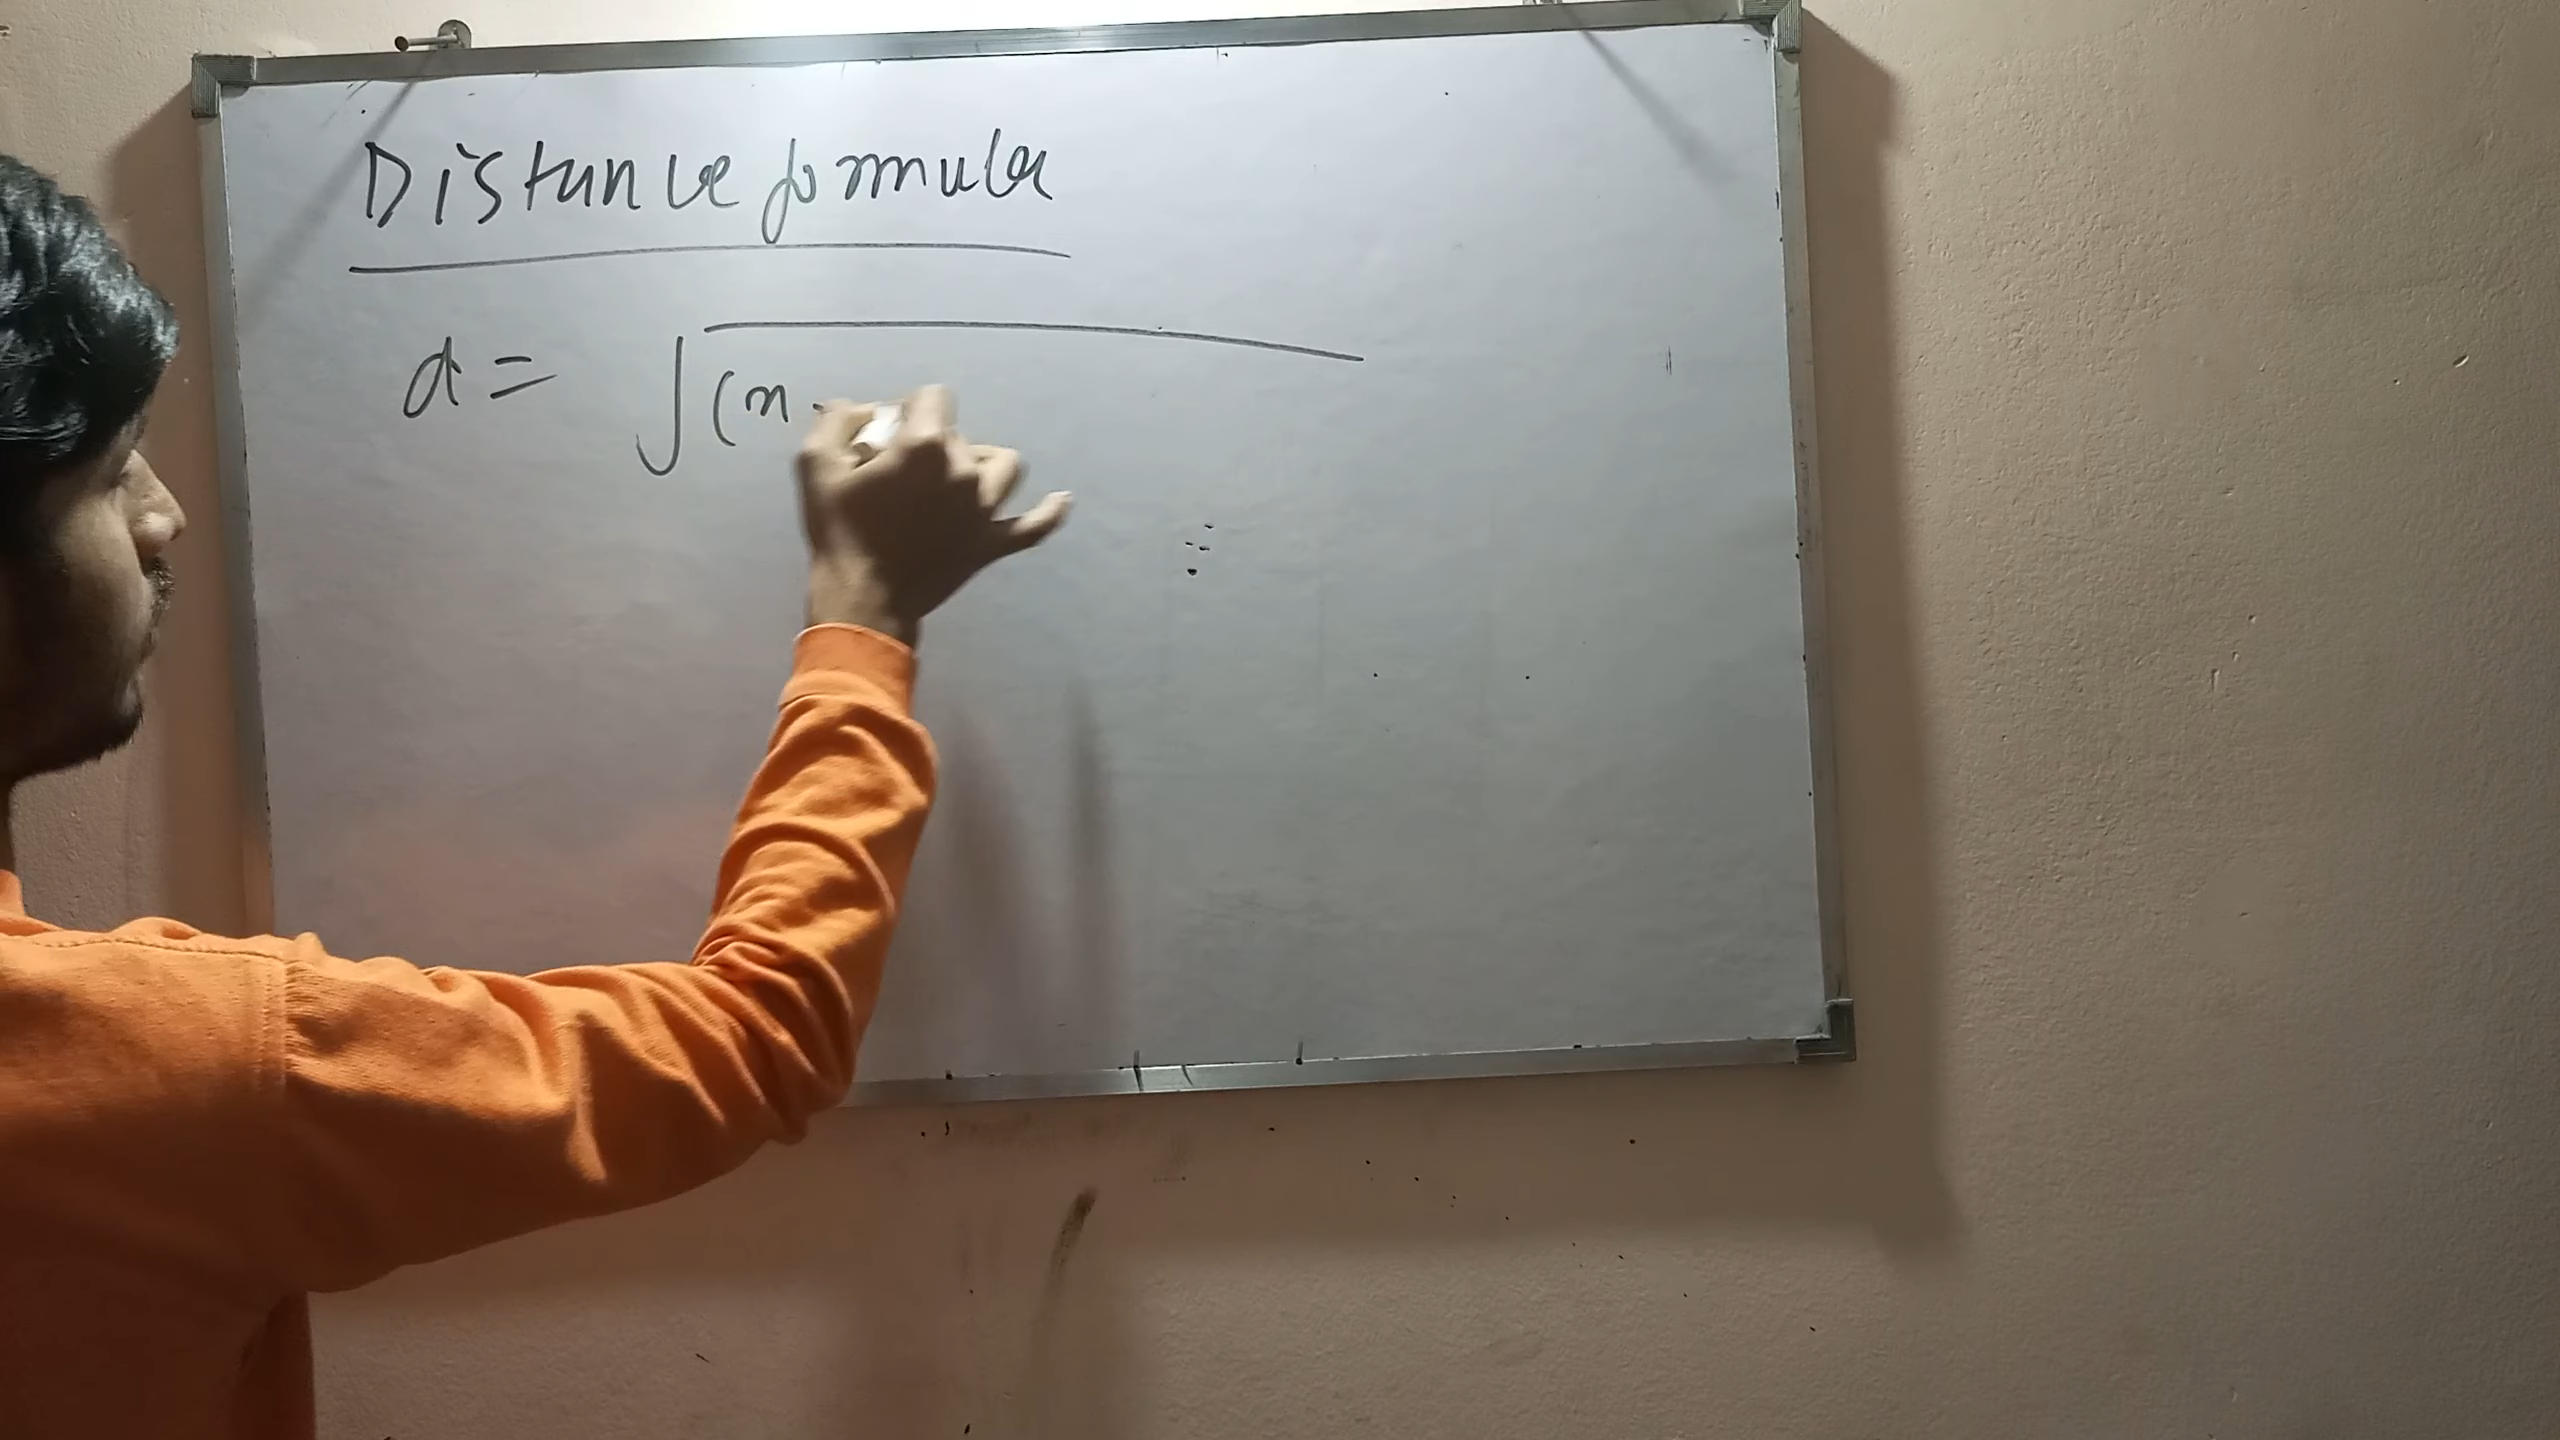 Distance formula
d = √(x